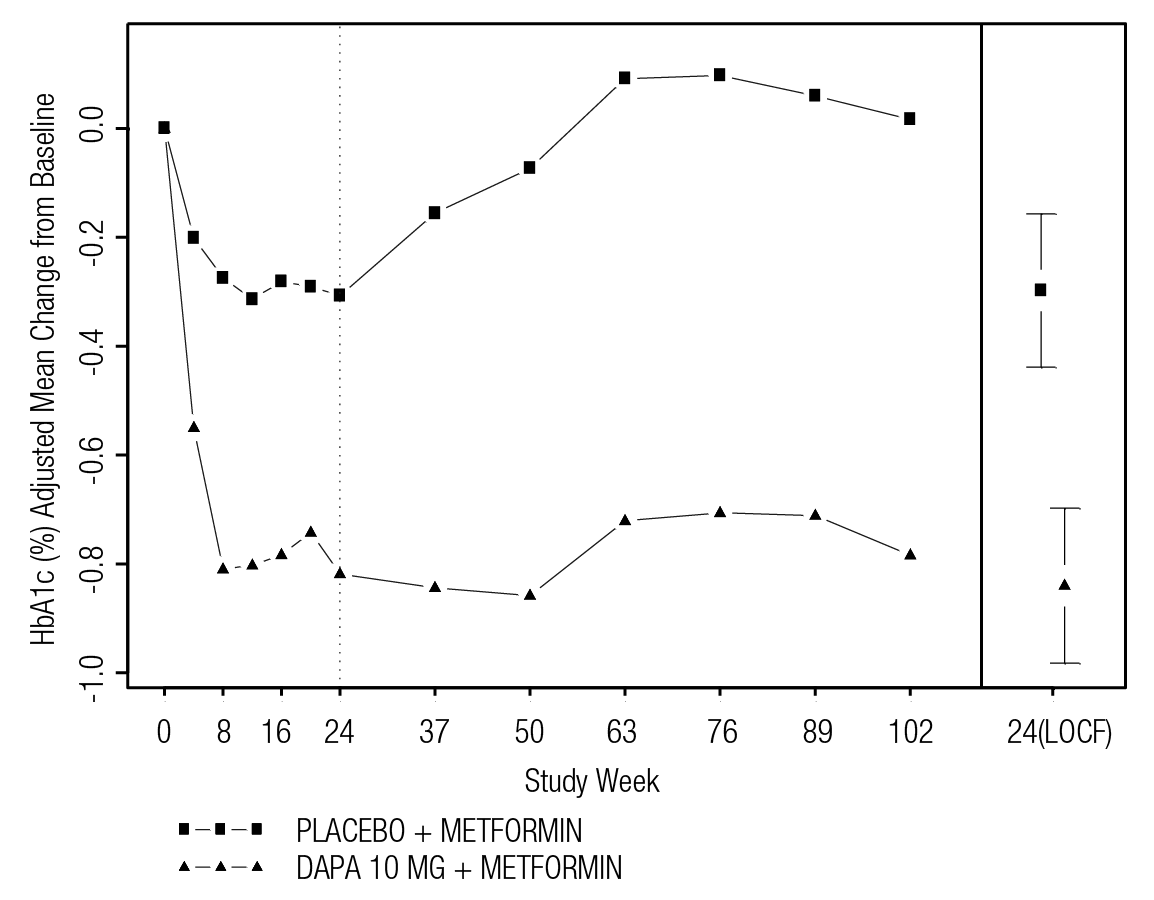 HbA1c (%) Adjusted Mean Change from Baseline
0.0
-0.2
-0.4
-0.6
-0.8
-1.0
0 8 16 24 37 50 63 76 89 102 24(LOCF)
Study Week
PLACEBO + METFORMIN
DAPA 10 MG + METFORMIN